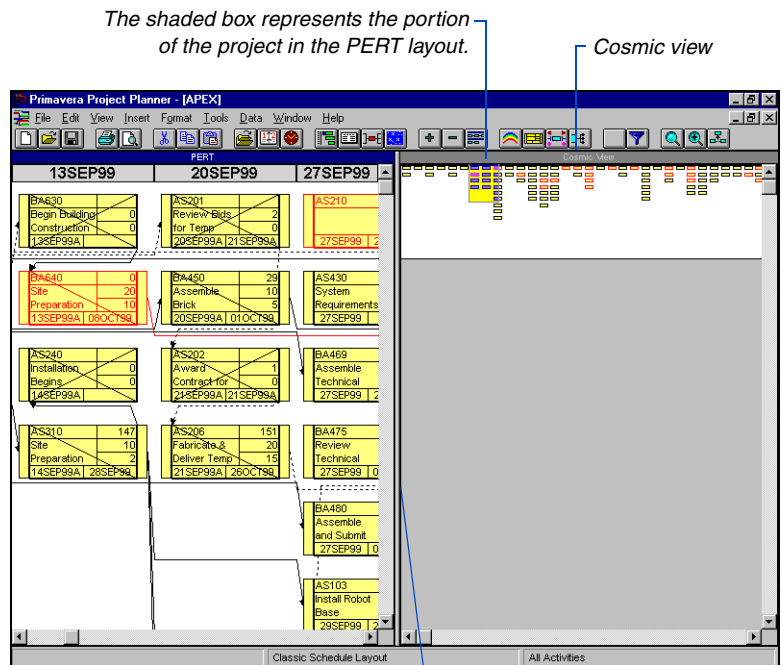 The shaded box represents the portion
of the project in the PERT layout.
Cosmic view
Primavera Project Planner - [APEX]
File Edit View Insert Format Tools Data Window Help
PERT
Cosmic View
13SEP99 20SEP99 27SEP99
BA630
Begin Building 0
Construction 0
13SEP99A
AS201
Review Bids 2
for Temp 0
20SEP99A 21SEP99A
AS210
27SEP99 2
BA640 0
Site 20
Preparation 10
13SEP99A 08OCT99
BA450 29
Assemble 10
Brick 5
20SEP99A 01OCT99
AS430
System
Requirements
27SEP99
AS240
Installation 0
Begins 0
14SEP99A
AS202
Award 1
Contract for 0
21SEP99A 21SEP99A
BA469
Assemble
Technical
27SEP99 2
AS310 147
Site 10
Preparation 2
14SEP99A 28SEP99
AS206 151
Fabricate & 20
Deliver Temp 15
21SEP99A 26OCT99
BA475
Review
Technical
27SEP99 0
BA480
Assemble
and Submit
27SEP99 0
AS103
Install Robot
Base
29SEP99 2
Classic Schedule Layout All Activities